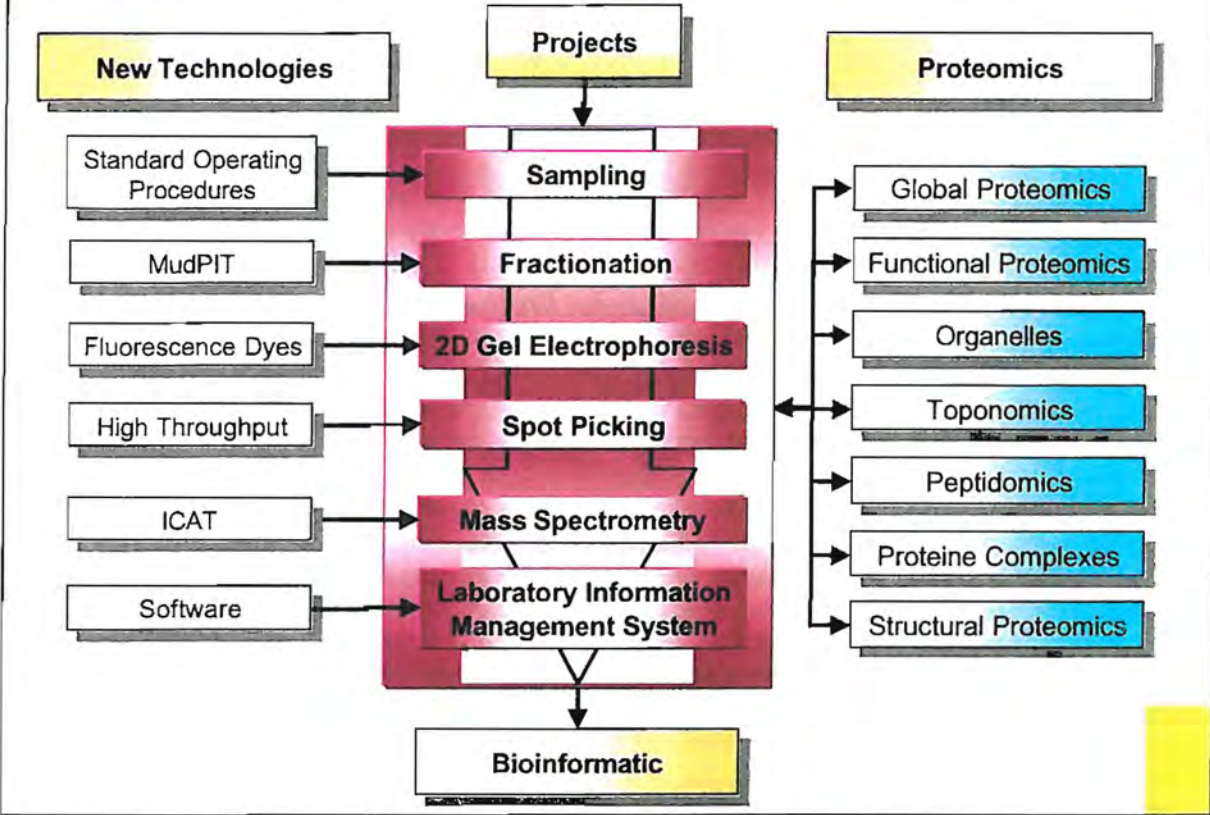 Projects
New Technologies
Proteomics
Standard Operating
Procedures
Sampling
Global Proteomics
MudPIT
Fractionation
Functional Proteomics
Fluorescence Dyes
2D Gel Electrophoresis
Organelles
High Throughput
Spot Picking
Toponomics
Peptidomics
ICAT
Mass Spectrometry
Proteine Complexes
Software
Laboratory Information
Management System
Structural Proteomics
Bioinformatic